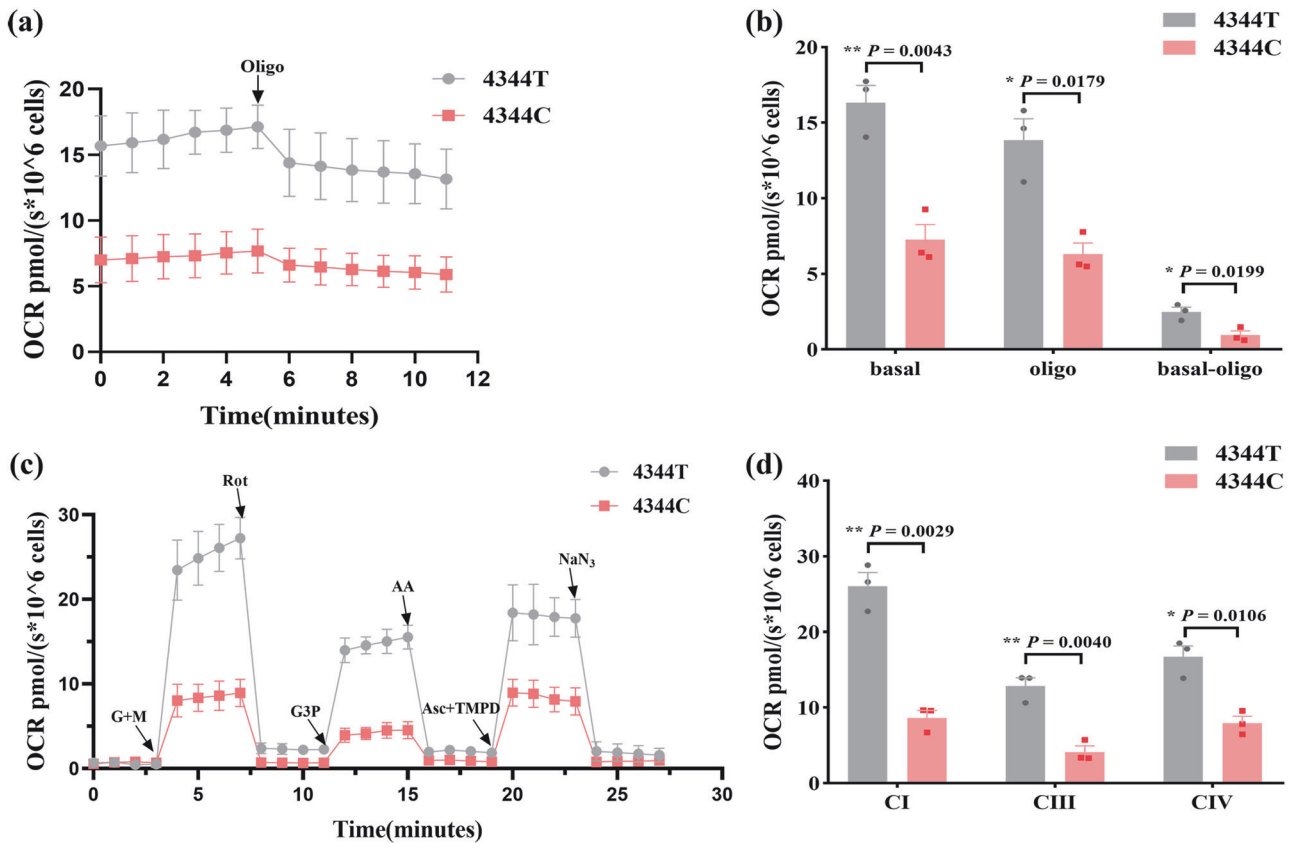 (a)
OCR pmol/(s*10^6 cells)
20
15
10
5
0
Oligo
4344T
4344C
0 2 4 6 8 10 12
Time(minutes)
(b)
OCR pmol/(s*10^6 cells)
20
15
10
5
0
4344T
4344C
** P = 0.0043
* P = 0.0179
* P = 0.0199
basal oligo basal-oligo
(c)
OCR pmol/(s*10^6 cells)
30
20
10
0
4344T
4344C
G+M
Rot
G3P
AA
Asc+TMPD
NaN3
0 5 10 15 20 25 30
Time(minutes)
(d)
OCR pmol/(s*10^6 cells)
40
30
20
10
0
4344T
4344C
** P = 0.0029
** P = 0.0040
* P = 0.0106
CI CIII CIV